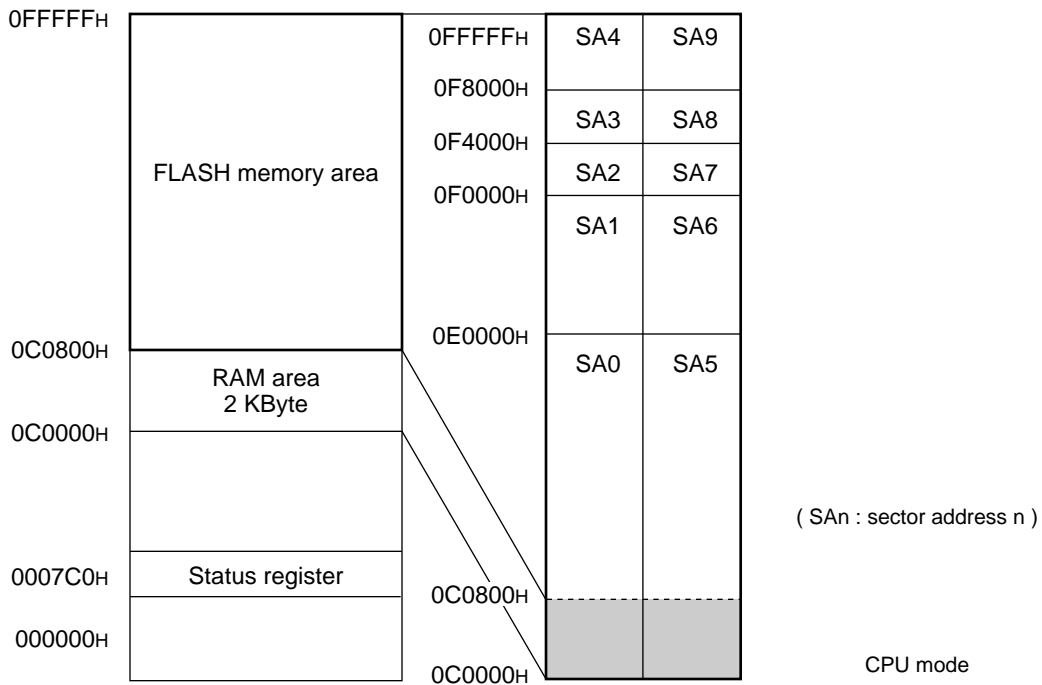 0FFFFFH
FLASH memory area
0C0800H
RAM area
2 KByte
0C0000H
0007C0H
Status register
000000H
0FFFFFH
SA4 SA9
0F8000H
SA3 SA8
0F4000H
SA2 SA7
0F0000H
SA1 SA6
0E0000H
SA0 SA5
0C0800H
0C0000H
( SAn : sector address n )
CPU mode